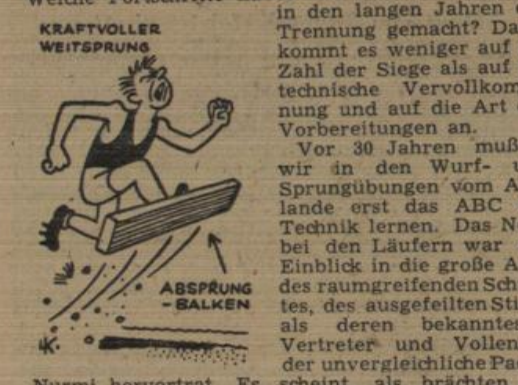 KRAFTVOLLER
WEITSPRUNG
ABSPRUNG
-BALKEN
in den langen Jahren
Trennung gemacht? Da
kommt es weniger auf
Zahl der Siege als auf
technische Vervollkom
nung und auf die Art
Vorbereitungen an.
Vor 30 Jahren muß
wir in den Wurf- u
Sprungübungen vom A
lande erst das ABC
Technik lernen. Das N
bei den Läufern war
Einblick in die große A
des raumgreifenden Sch
tes, des ausgefeilten Sti
als deren bekannte
Vertreter und Vollen
der unvergleichliche Paa
Nurmi hervortrat. Es scheint, als brächten